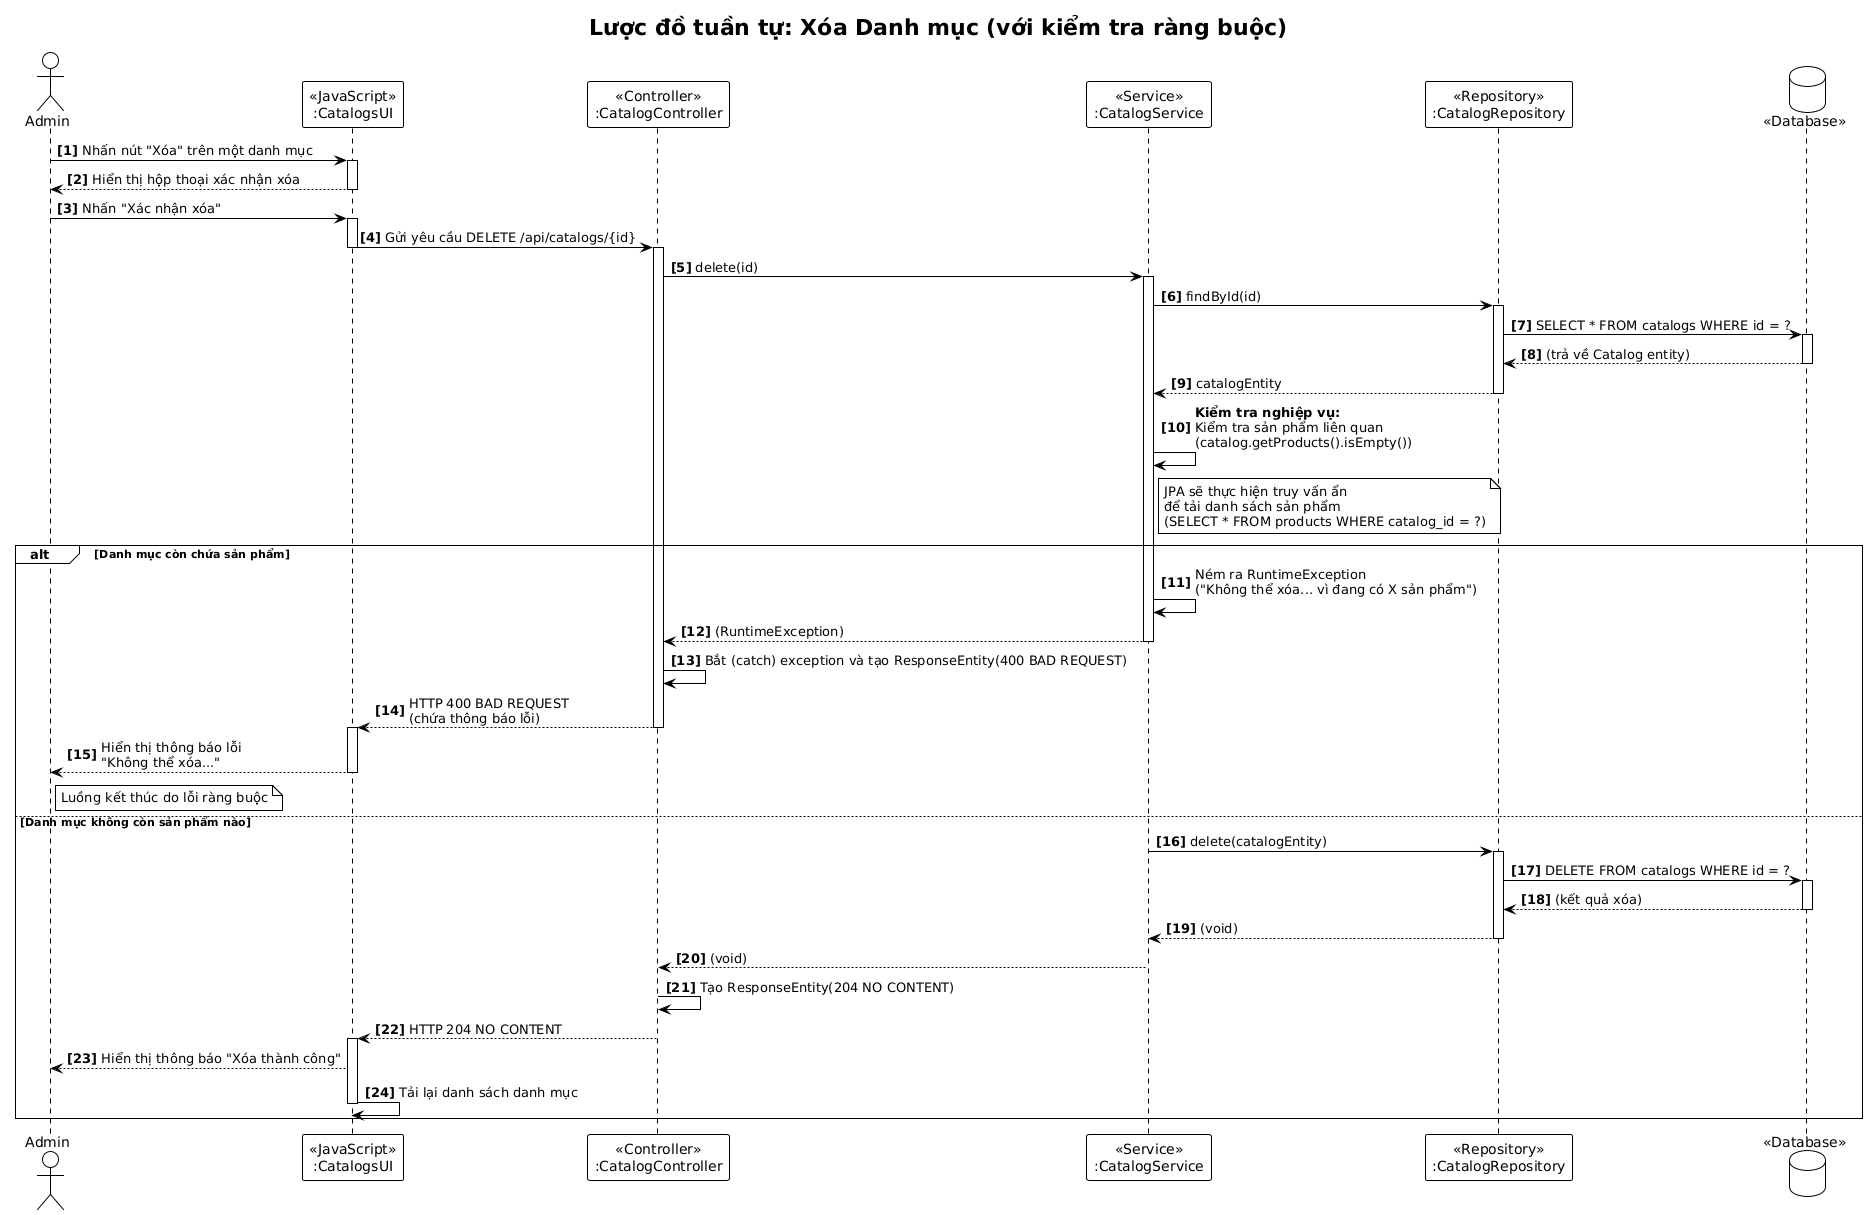 Lược đồ tuần tự: Xóa Danh mục (với kiểm tra ràng buộc)
Admin
«JavaScript»
:CatalogsUI
«Controller»
:CatalogController
«Service»
:CatalogService
«Repository»
:CatalogRepository
«Database»
[1] Nhấn nút "Xóa" trên một danh mục
[2] Hiển thị hộp thoại xác nhận xóa
[3] Nhấn "Xác nhận xóa"
[4] Gửi yêu cầu DELETE /api/catalogs/{id}
[5] delete(id)
[6] findById(id)
[7] SELECT * FROM catalogs WHERE id = ?
[8] (trả về Catalog entity)
[9] catalogEntity
Kiểm tra nghiệp vụ:
[10] Kiểm tra sản phẩm liên quan
(catalog.getProducts().isEmpty())
JPA sẽ thực hiện truy vấn ẩn
để tải danh sách sản phẩm
(SELECT * FROM products WHERE catalog_id = ?)
alt [Danh mục còn chứa sản phẩm]
[11] Ném ra RuntimeException
("Không thể xóa... vì đang có X sản phẩm")
[12] (RuntimeException)
[13] Bắt (catch) exception và tạo ResponseEntity(400 BAD REQUEST)
[14] HTTP 400 BAD REQUEST
(chứa thông báo lỗi)
[15] Hiển thị thông báo lỗi
"Không thể xóa..."
Luồng kết thúc do lỗi ràng buộc
[Danh mục không còn sản phẩm nào]
[16] delete(catalogEntity)
[17] DELETE FROM catalogs WHERE id = ?
[18] (kết quả xóa)
[19] (void)
[20] (void)
[21] Tạo ResponseEntity(204 NO CONTENT)
[22] HTTP 204 NO CONTENT
[23] Hiển thị thông báo "Xóa thành công"
[24] Tải lại danh sách danh mục
Admin
«JavaScript»
:CatalogsUI
«Controller»
:CatalogController
«Service»
:CatalogService
«Repository»
:CatalogRepository
«Database»